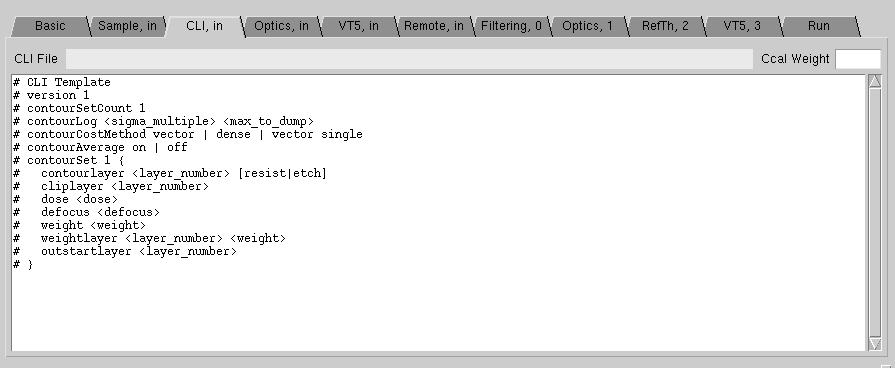 Basic Sample, in CLI, in Optics, in VT5, in Remote, in Filtering, 0 Optics, 1 RefTh, 2 VT5, 3 Run
CLI File Ccal Weight
# CLI Template
# version 1
# contourSetCount 1
# contourLog <sigma_multiple> <max_to_dump>
# contourCostMethod vector | dense | vector single
# contourAverage on | off
# contourSet 1 {
#   contourlayer <layer_number> [resist|etch]
#   cliplayer <layer_number>
#   dose <dose>
#   defocus <defocus>
#   weight <weight>
#   weightlayer <layer_number> <weight>
#   outstartlayer <layer_number>
# }